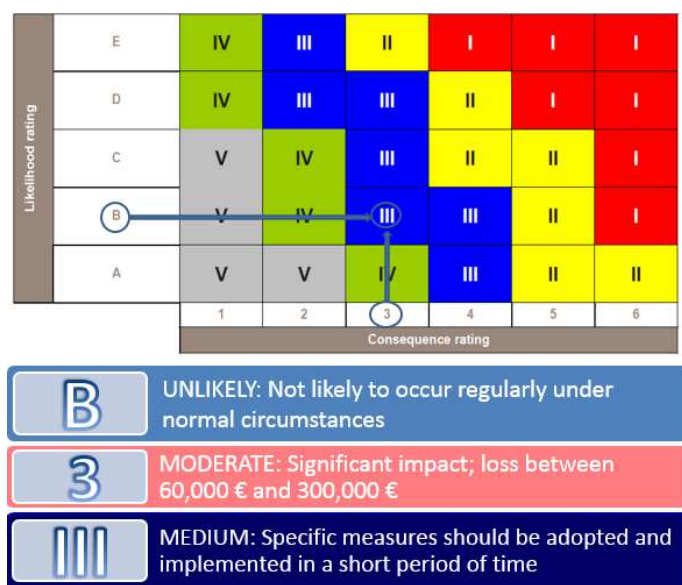 Likelihood rating
E IV III II I I I
D IV III III II I I
C V IV III II II I
B V IV III III II I
A V V IV III II II
1 2 3 4 5 6
Consequence rating
B
UNLIKELY: Not likely to occur regularly under
normal circumstances
3
MODERATE: Significant impact; loss between
60,000 € and 300,000 €
III
MEDIUM: Specific measures should be adopted and
implemented in a short period of time